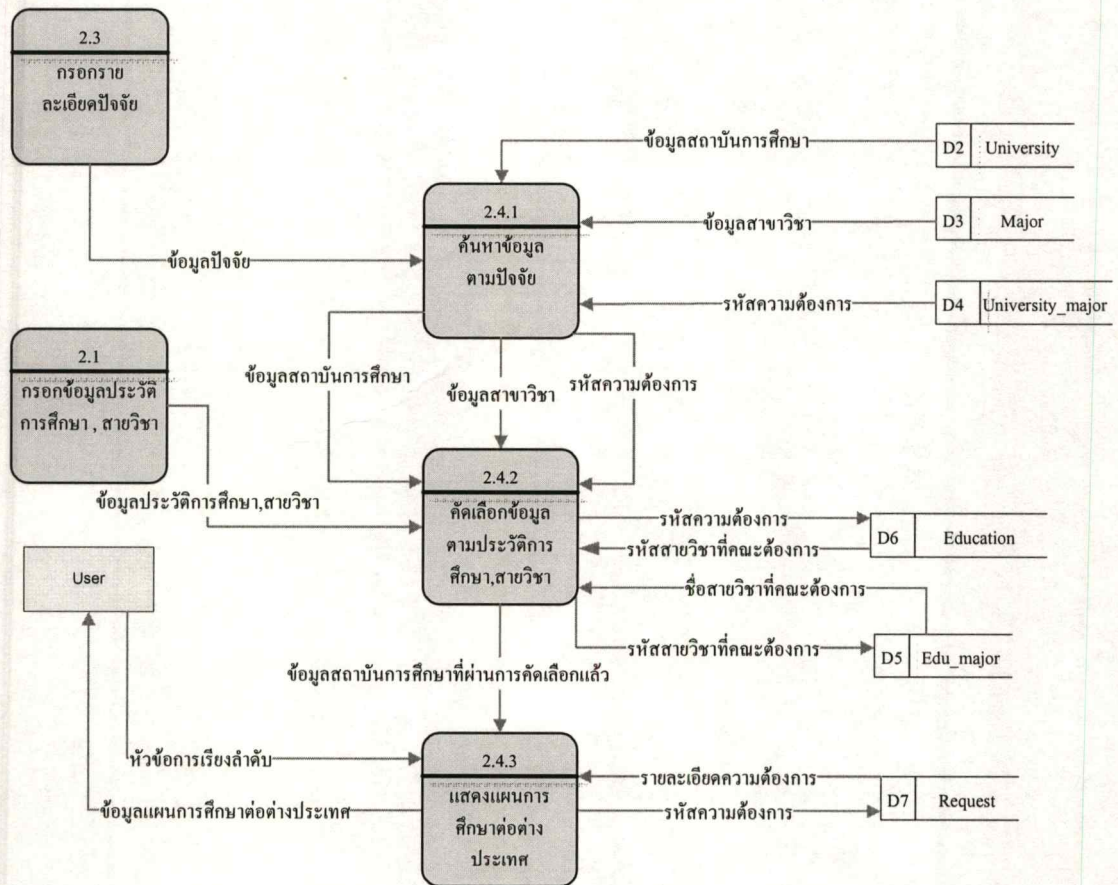 2.3
กรอกราย
ละเอียดปัจจัย
ข้อมูลสถาบันการศึกษา
D2 University
2.4.1
ค้นหาข้อมูล
ตามปัจจัย
ข้อมูลสาขาวิชา
D3 Major
ข้อมูลปัจจัย
รหัสความต้องการ
D4 University_major
2.1
กรอกข้อมูลประวัติ
การศึกษา , สายวิชา
ข้อมูลสถาบันการศึกษา
ข้อมูลสาขาวิชา
รหัสความต้องการ
2.4.2
คัดเลือกข้อมูล
ตามประวัติการ
ศึกษา,สายวิชา
ข้อมูลประวัติการศึกษา,สายวิชา
รหัสความต้องการ
รหัสสายวิชาที่คณะต้องการ
D6 Education
ชื่อสายวิชาที่คณะต้องการ
รหัสสายวิชาที่คณะต้องการ
D5 Edu_major
User
ข้อมูลสถาบันการศึกษาที่ผ่านการคัดเลือกแล้ว
หัวข้อการเรียงลำดับ
2.4.3
แสดงแผนการ
ศึกษาต่อต่าง
ประเทศ
ข้อมูลแผนการศึกษาต่อต่างประเทศ
รายละเอียดความต้องการ
รหัสความต้องการ
D7 Request